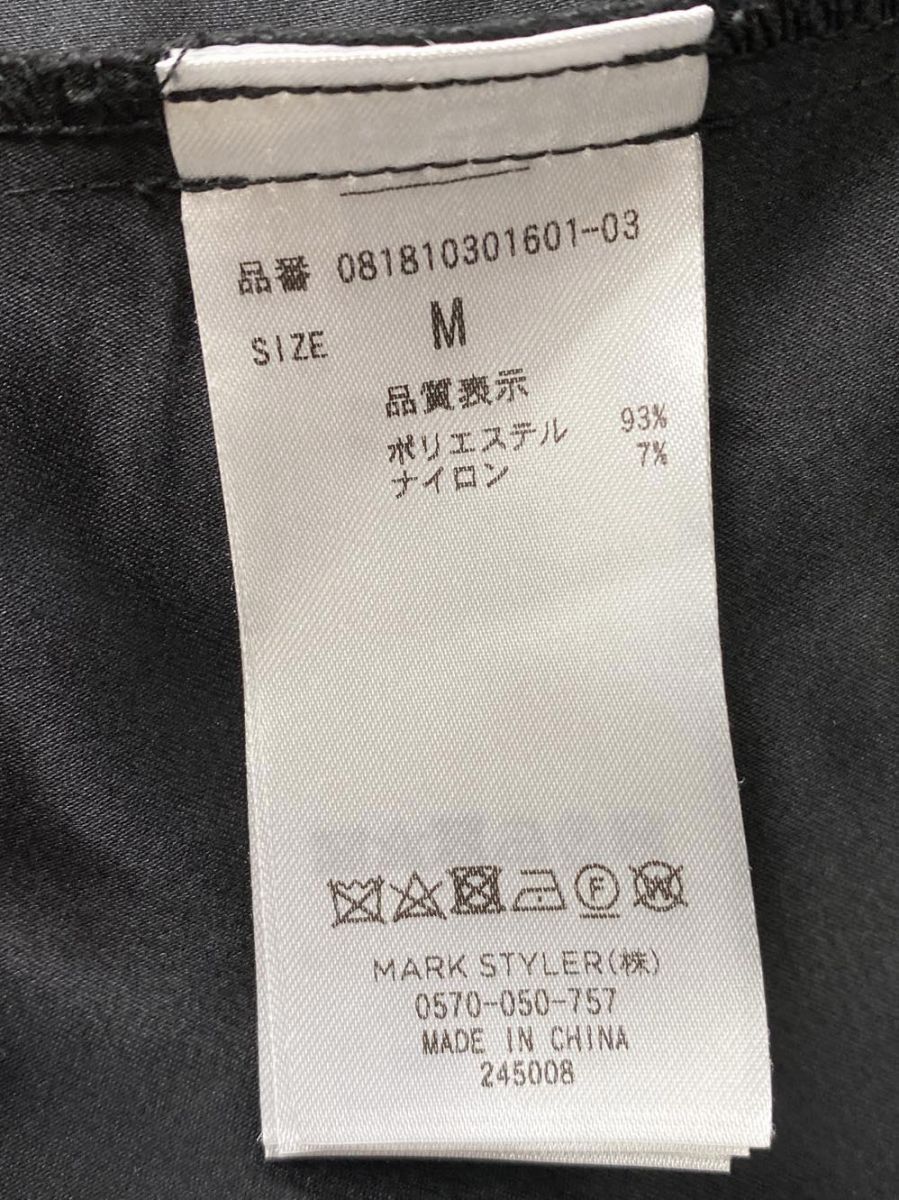 品番 081810301601-03
SIZE M
品質表示
ポリエステル 93%
ナイロン 7%
F W
MARK STYLER(株)
0570-050-757
MADE IN CHINA
245008